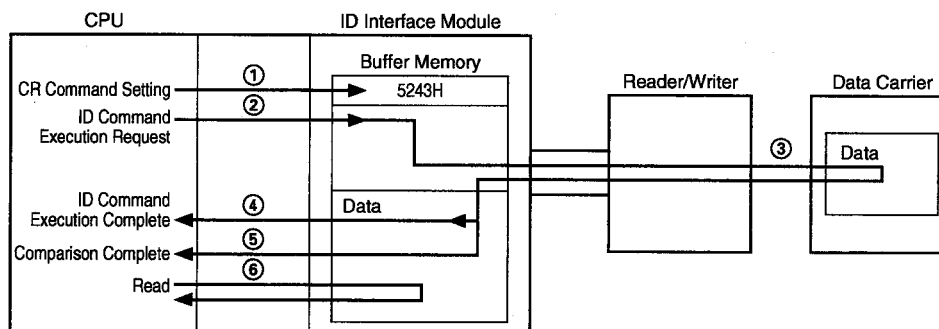 CPU
ID Interface Module
Buffer Memory
5243H
CR Command Setting
①
ID Command
Execution Request
②
Reader/Writer
Data Carrier
③
Data
ID Command
Execution Complete
④
Data
Comparison Complete
⑤
Read
⑥